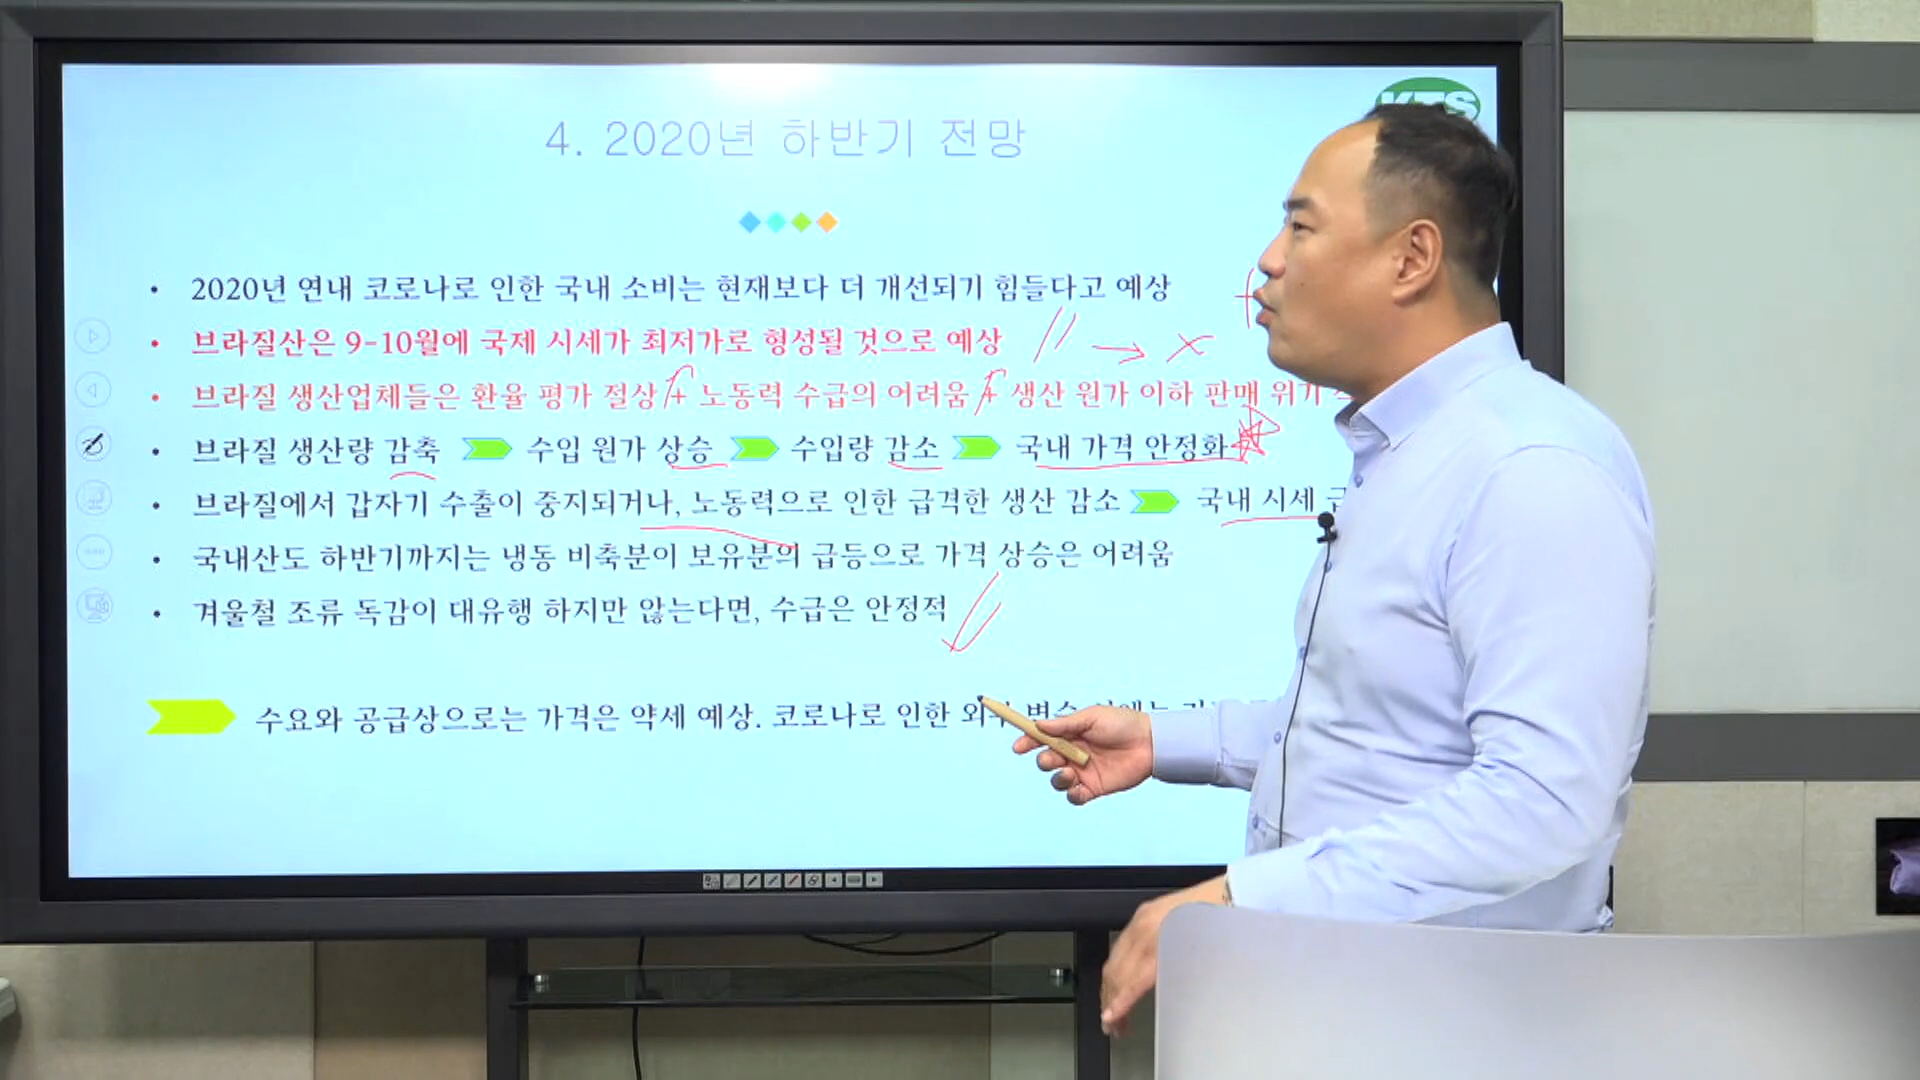 KTS
4. 2020년 하반기 전망
• 2020년 연내 코로나로 인한 국내 소비는 현재보다 더 개선되기 힘들다고 예상
• 브라질산은 9-10월에 국제 시세가 최저가로 형성될 것으로 예상
• 브라질 생산업체들은 환율 평가 절상 + 노동력 수급의 어려움 + 생산 원가 이하 판매 위기
• 브라질 생산량 감축 수입 원가 상승 수입량 감소 국내 가격 안정화
• 브라질에서 갑자기 수출이 중지되거나, 노동력으로 인한 급격한 생산 감소 국내 시세
• 국내산도 하반기까지는 냉동 비축분이 보유분의 급등으로 가격 상승은 어려움
• 겨울철 조류 독감이 대유행 하지만 않는다면, 수급은 안정적
수요와 공급상으로는 가격은 약세 예상. 코로나로 인한